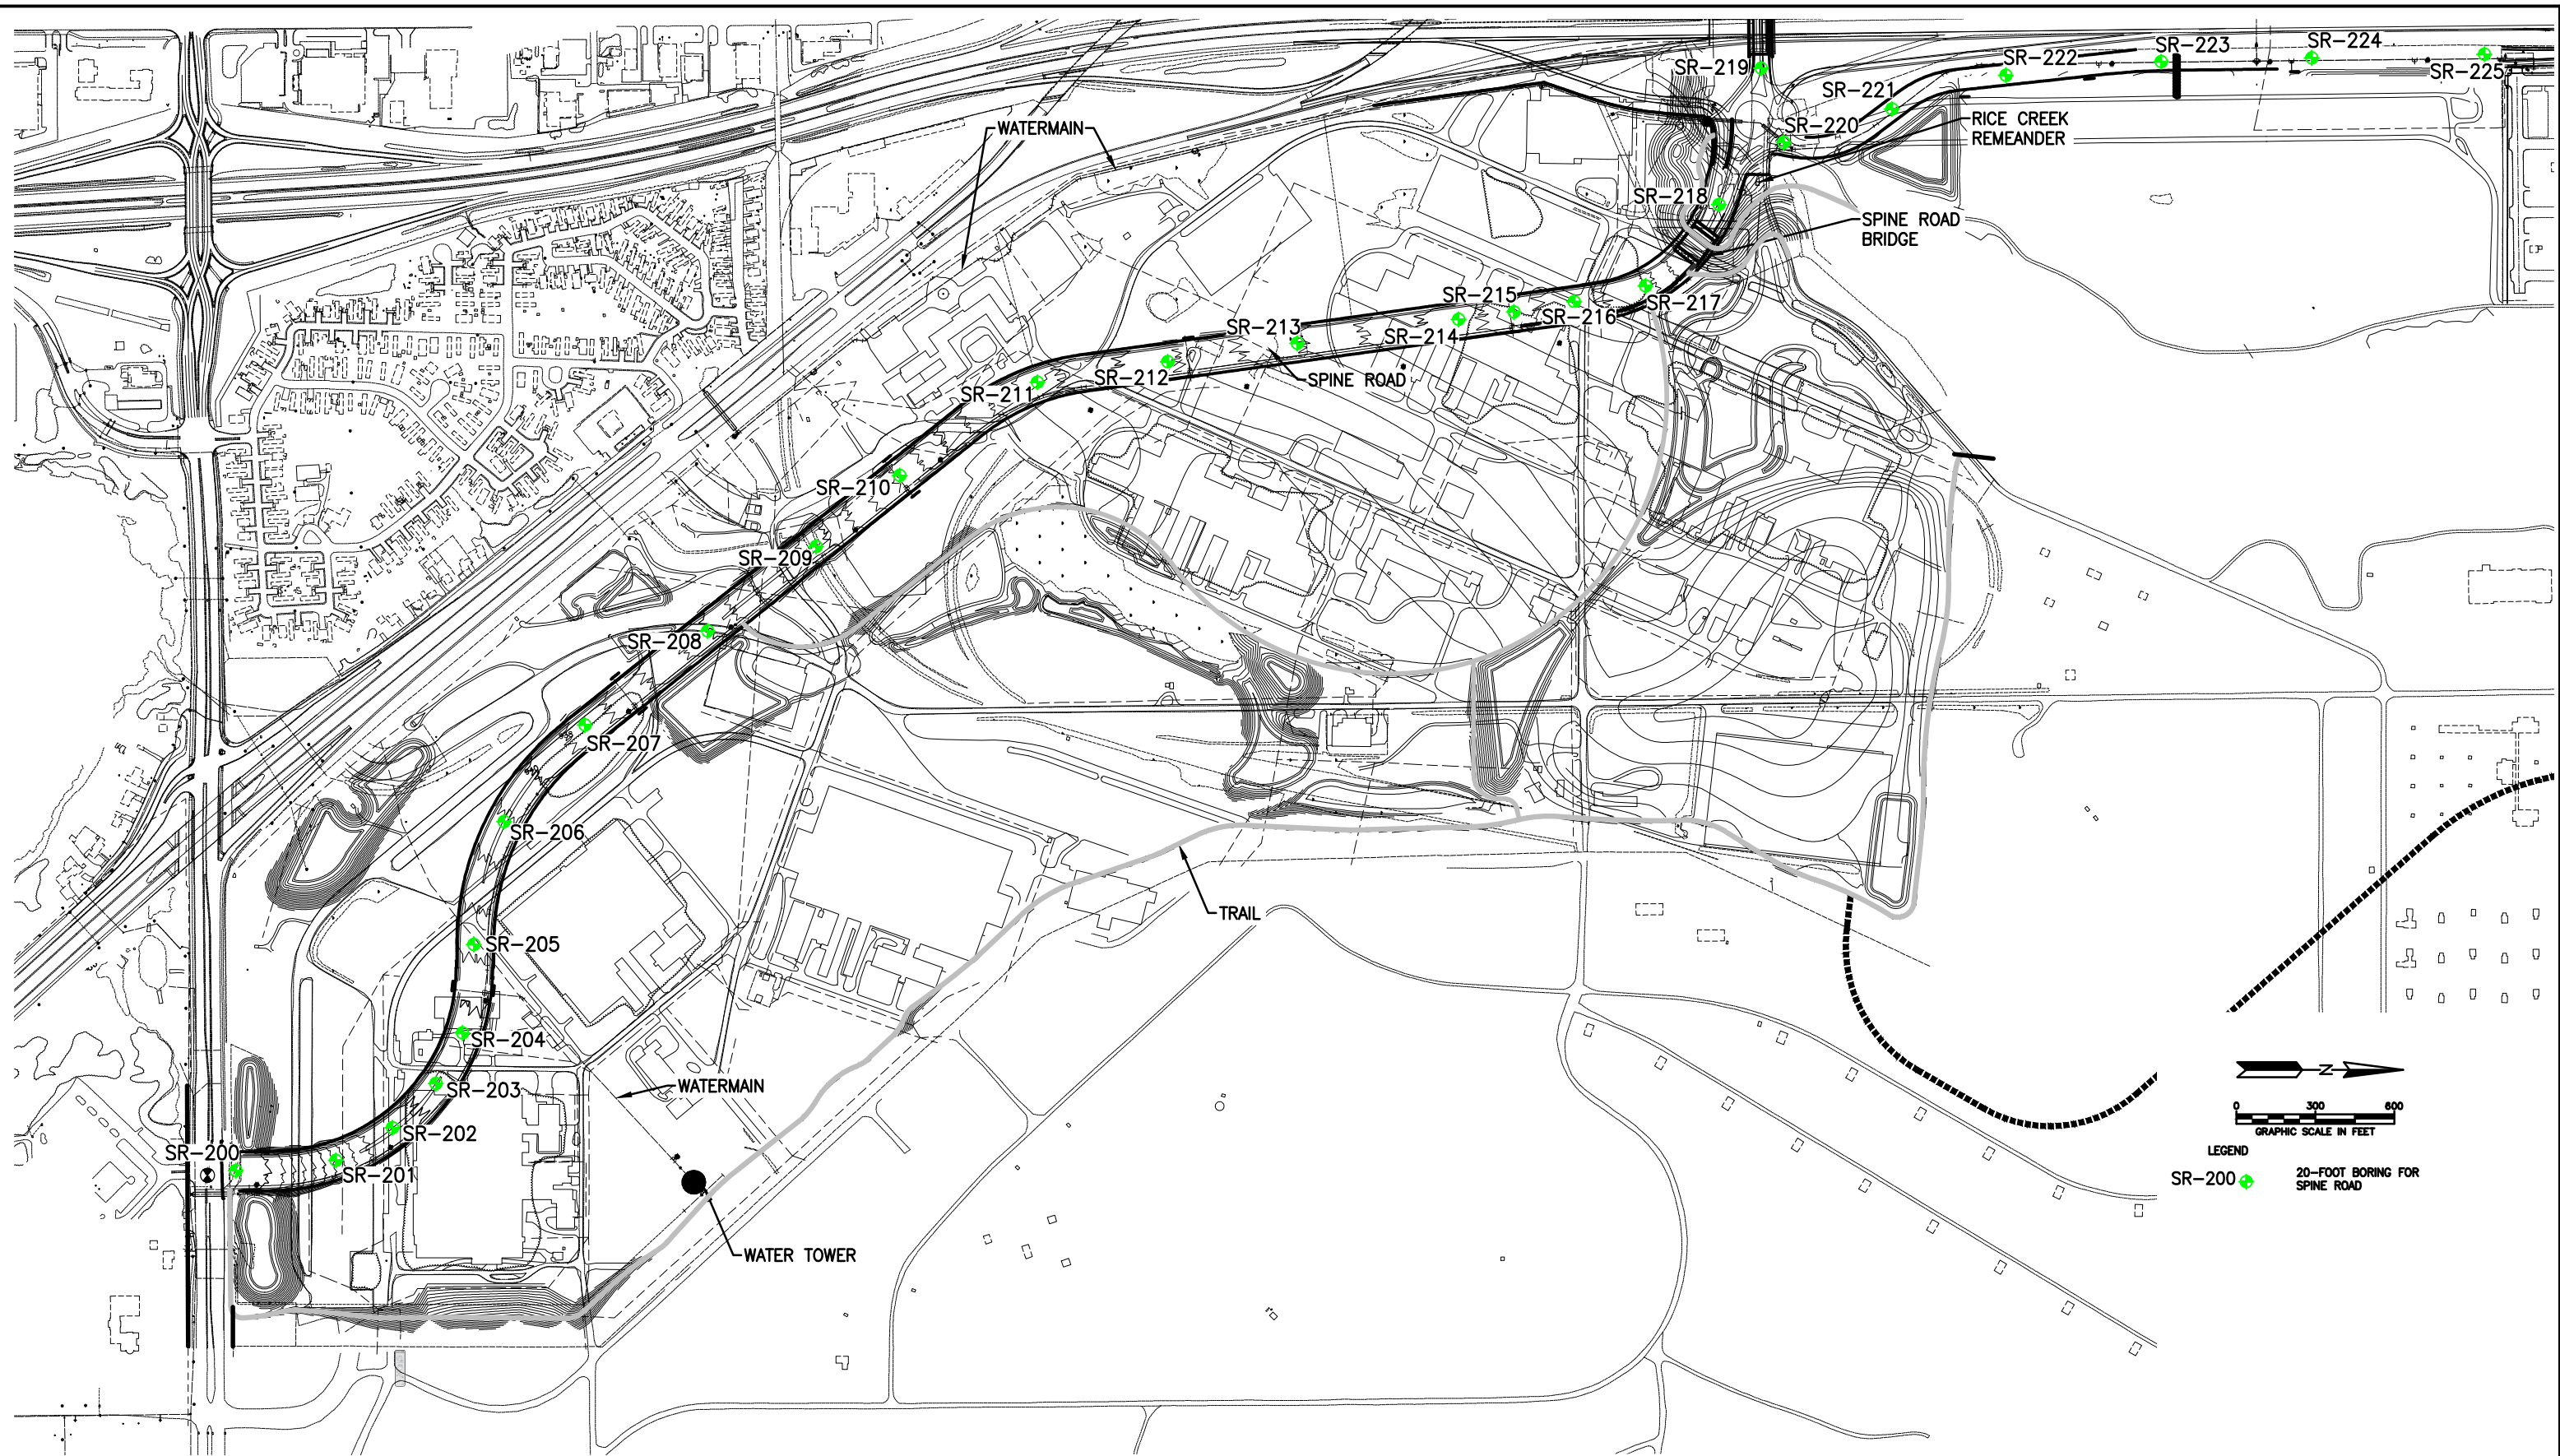 SR-219
SR-222
SR-223
SR-224
SR-225
SR-221
SR-220
RICE CREEK
REMEANDER
WATERMAIN
SR-218
SPINE ROAD
BRIDGE
SR-215
SR-217
SR-216
SR-213
SR-214
SR-212
SPINE ROAD
SR-211
SR-210
SR-209
SR-208
SR-207
SR-206
TRAIL
SR-205
SR-204
SR-203
WATERMAIN
SR-202
SR-200
SR-201
WATER TOWER
N
0 300 600
GRAPHIC SCALE IN FEET
LEGEND
SR-200
20-FOOT BORING FOR
SPINE ROAD